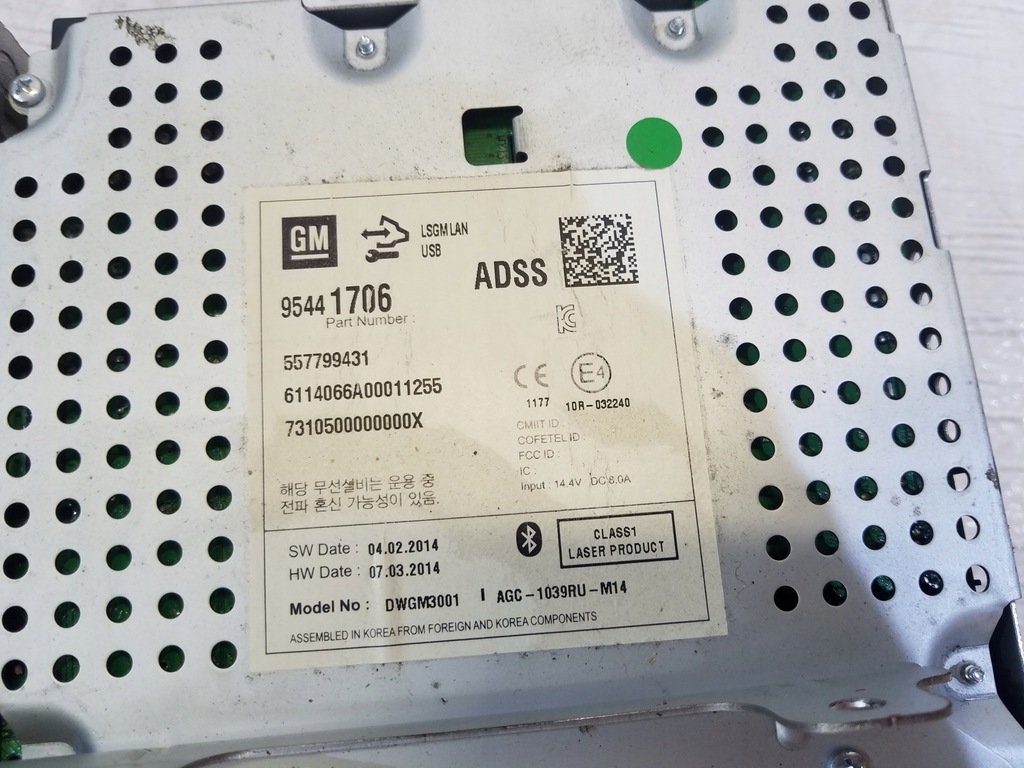 GM
LSGMLAN
USB
ADSS
95441706
Part Number :
557799431
6114066A00011255
7310500000000X
CE
1177
E4
10R-032240
CMIIT ID :
COFETEL ID :
FCC ID :
IC :
Input : 14.4V DC 8.0A
해당 무선설비는 운용 중
전파 혼신 가능성이 있음.
SW Date : 04.02.2014
HW Date : 07.03.2014
CLASS1
LASER PRODUCT
Model No : DWGM3001 I AGC-1039RU-M14
ASSEMBLED IN KOREA FROM FOREIGN AND KOREA COMPONENTS